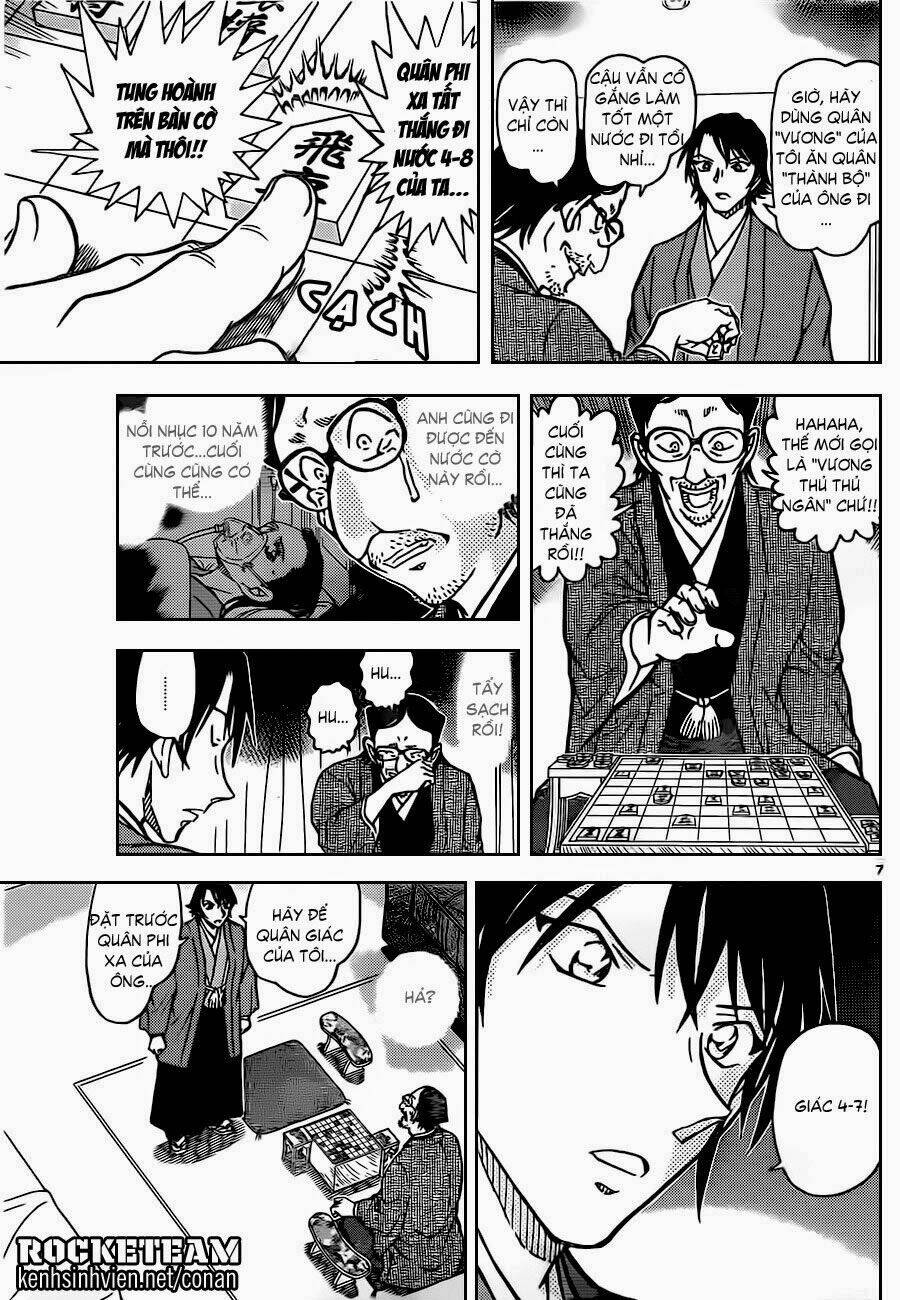 GIỜ, HÃY
DÙNG QUÂN
"VƯƠNG" CỦA
TÔI ĂN QUÂN
"THÀNH BỘ"
CỦA ÔNG ĐI
...
CẬU VẪN CỐ
GẮNG LÀM
TỐT MỘT
NƯỚC ĐI TỒI
NHỈ...
VẬY THÌ
CHỈ CÒN
...
QUÂN PHI
XA TẤT
THẮNG ĐI
NƯỚC 4-8
CỦA TA...
TUNG HOÀNH
TRÊN BÀN CỜ
MÀ THÔI!!
飛車
CẠCH
HAHAHA,
THẾ MỚI GỌI
LÀ "VƯƠNG
THỦ THỦ
NGÂN" CHỨ!!
CUỐI
CÙNG THÌ
TA CŨNG
ĐÃ
THẮNG
RỒI!!
ANH CŨNG ĐI
ĐƯỢC ĐẾN
NƯỚC CỜ
NÀY RỒI...
NỖI NHỤC 10 NĂM
TRƯỚC...CUỐI
CÙNG CŨNG CÓ
THỂ...
TẨY
SẠCH
RỒI!
HU...
HU...
.........
7
GIÁC 4-7!
HÃY ĐỂ
QUÂN GIÁC
CỦA TÔI...
ĐẶT TRƯỚC
QUÂN PHI
XA CỦA
ÔNG...
HẢ?
ROCKETEAM
kenhsinhvien.net/conan